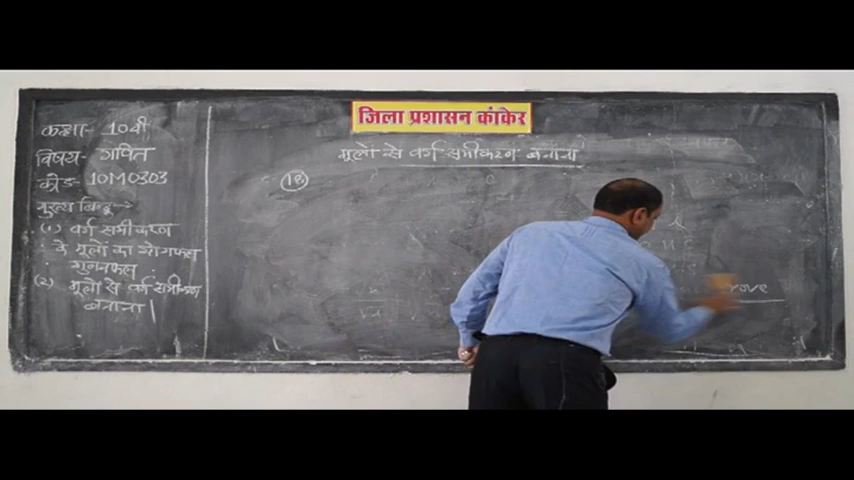 जिला प्रशासन कांकेर
कक्षा- 10वी
विषय- गणित
कोड- 10M0303
मुख्य बिन्दु →
(1) वर्ग समीकरण
के मूलों का योगफल
गुणनफल
(2) मूलों से वर्ग समीकरण
बनाना।
मूलों से वर्ग समीकरण बनाना
rove